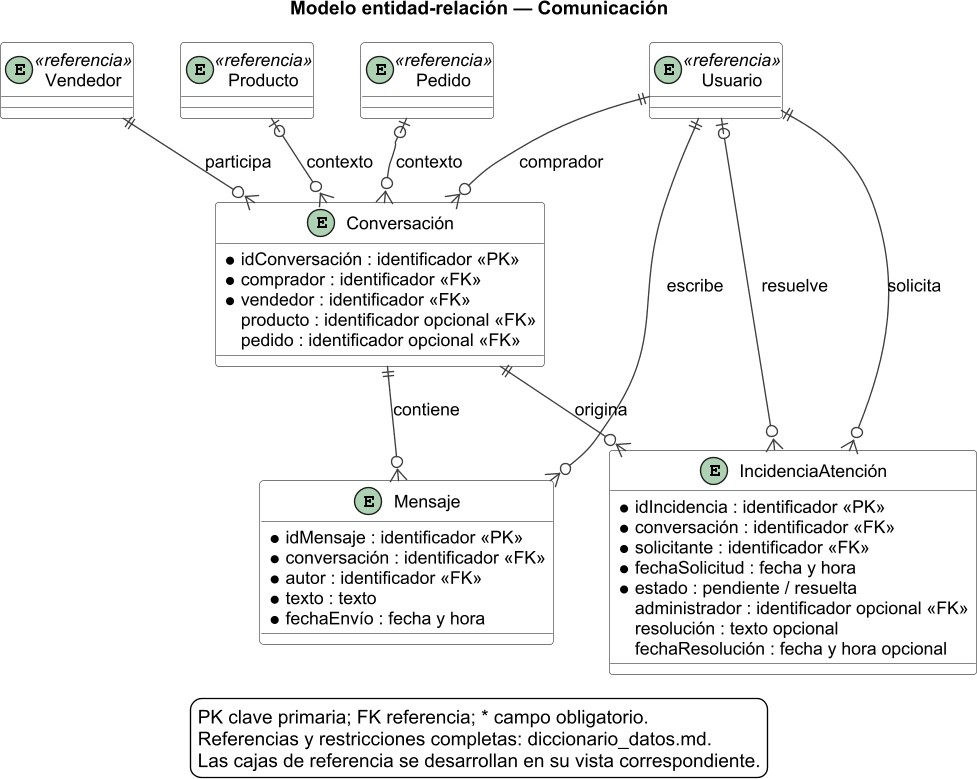 Modelo entidad-relación — Comunicación
E «referencia»
Vendedor
E «referencia»
Producto
E «referencia»
Pedido
E «referencia»
Usuario
participa
contexto
contexto
comprador
E Conversación
idConversación : identificador «PK»
comprador : identificador «FK»
vendedor : identificador «FK»
producto : identificador opcional «FK»
pedido : identificador opcional «FK»
escribe
resuelve
solicita
contiene
origina
E Mensaje
idMensaje : identificador «PK»
conversación : identificador «FK»
autor : identificador «FK»
texto : texto
fechaEnvío : fecha y hora
E IncidenciaAtención
idIncidencia : identificador «PK»
conversación : identificador «FK»
solicitante : identificador «FK»
fechaSolicitud : fecha y hora
estado : pendiente / resuelta
administrador : identificador opcional «FK»
resolución : texto opcional
fechaResolución : fecha y hora opcional
PK clave primaria; FK referencia; * campo obligatorio.
Referencias y restricciones completas: diccionario_datos.md.
Las cajas de referencia se desarrollan en su vista correspondiente.